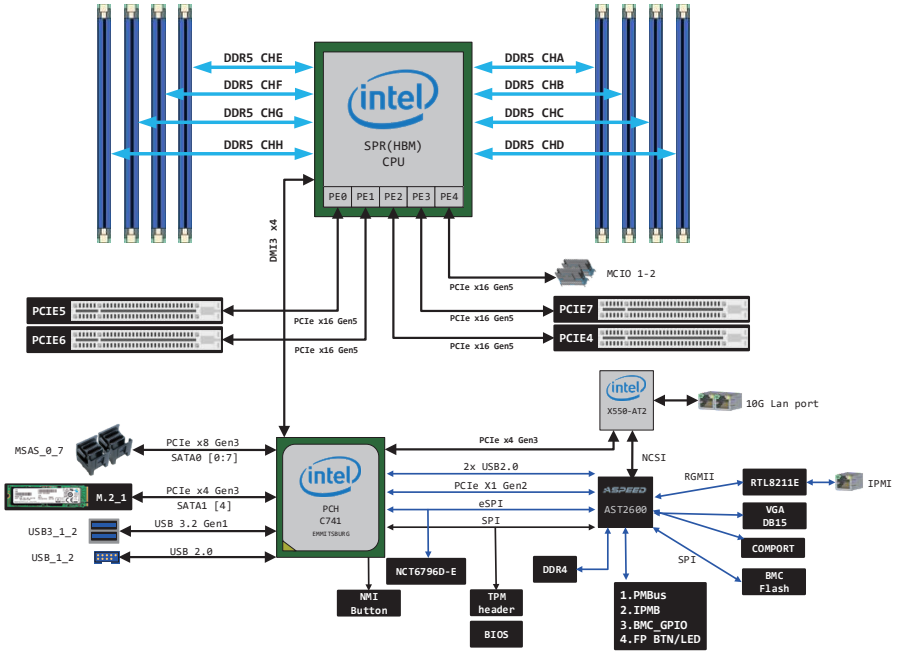 DDR5 CHE
DDR5 CHF
DDR5 CHG
DDR5 CHH
intel
SPR(HBM)
CPU
PE0 PE1 PE2 PE3 PE4
DDR5 CHA
DDR5 CHB
DDR5 CHC
DDR5 CHD
DMI3 x4
MCIO 1-2
PCIe x16 Gen5
PCIE5
PCIe x16 Gen5
PCIE6
PCIe x16 Gen5
PCIE7
PCIe x16 Gen5
PCIE4
PCIe x16 Gen5
intel
X550-AT2
10G Lan port
NCSI
PCIe x4 Gen3
MSAS_0_7
PCIe x8 Gen3
SATA0 [0:7]
M.2_1
PCIe x4 Gen3
SATA1 [4]
USB3_1_2
USB 3.2 Gen1
USB_1_2
USB 2.0
intel
PCH
C741
EMMITSBURG
2x USB2.0
PCIe X1 Gen2
eSPI
SPI
ASPEED
AST2600
RGMII
RTL8211E
IPMI
VGA
DB15
COMPORT
SPI
BMC
Flash
NCT6796D-E
DDR4
NMI
Button
TPM
header
BIOS
1.PMBus
2.IPMB
3.BMC_GPIO
4.FP BTN/LED